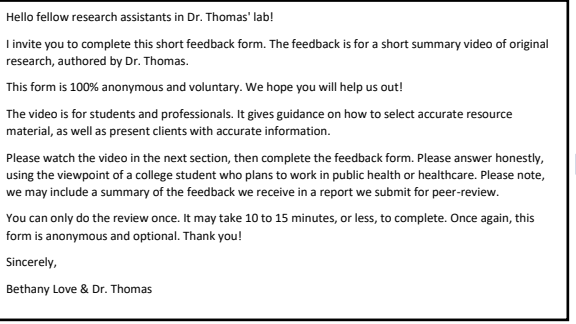 Hello fellow research assistants in Dr. Thomas' lab!
I invite you to complete this short feedback form. The feedback is for a short summary video of original
research, authored by Dr. Thomas.
This form is 100% anonymous and voluntary. We hope you will help us out!
The video is for students and professionals. It gives guidance on how to select accurate resource
material, as well as present clients with accurate information.
Please watch the video in the next section, then complete the feedback form. Please answer honestly,
using the viewpoint of a college student who plans to work in public health or healthcare. Please note,
we may include a summary of the feedback we receive in a report we submit for peer-review.
You can only do the review once. It may take 10 to 15 minutes, or less, to complete. Once again, this
form is anonymous and optional. Thank you!
Sincerely,
Bethany Love & Dr. Thomas